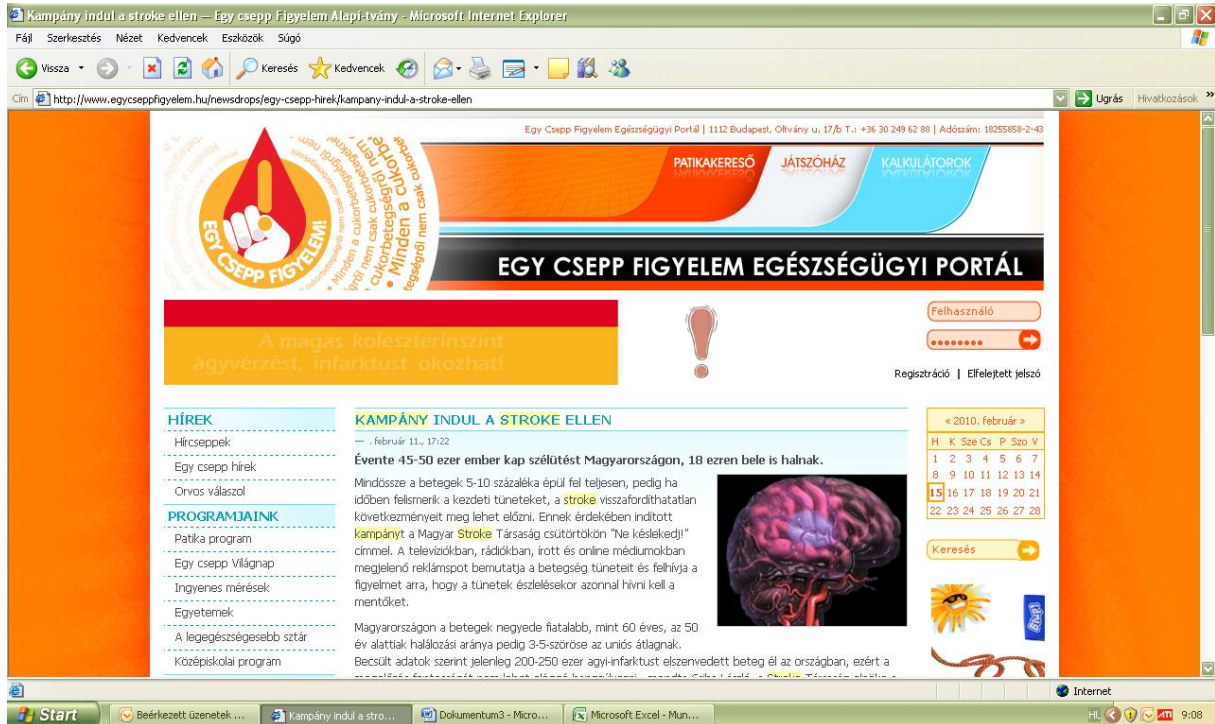 Kampány indul a stroke ellen — Egy csepp Figyelem Alapí-tvány - Microsoft Internet Explorer
Fájl Szerkesztés Nézet Kedvencek Eszközök Súgó
Vissza Keresés Kedvencek
Cím http://www.egycseppfigyelem.hu/newsdrops/egy-csepp-hirek/kampany-indul-a-stroke-ellen Ugrás Hivatkozások »
Egy Csepp Figyelem Egészségügyi Portál | 1112 Budapest, Oltvány u. 17/b T.: +36 30 249 62 88 | Adószám: 18255858-2-43
PATIKAKERESŐ JÁTSZÓHÁZ KALKULÁTOROK
EGY CSEPP FIGYELEM!
• Minden a cukorbetegségről nem csak cukorbetegeknek
EGY CSEPP FIGYELEM EGÉSZSÉGÜGYI PORTÁL
A magas koleszterinszint
agyvérzést, infarktust okozhat!
Felhasználó
••••••••
Regisztráció | Elfelejtett jelszó
HÍREK
Hírcseppek
Egy csepp hírek
Orvos válaszol
PROGRAMJAINK
Patika program
Egy csepp Világnap
Ingyenes mérések
Egyetemek
A legegészségesebb sztár
Középiskolai program
KAMPÁNY INDUL A STROKE ELLEN
— . február 11., 17:22
Évente 45-50 ezer ember kap szélütést Magyarországon, 18 ezren bele is halnak.
Mindössze a betegek 5-10 százaléka épül fel teljesen, pedig ha
időben felismerik a kezdeti tüneteket, a stroke visszafordíthatatlan
következményeit meg lehet előzni. Ennek érdekében indított
kampányt a Magyar Stroke Társaság csütörtökön "Ne késlekedj!"
címmel. A televíziókban, rádiókban, írott és online médiumokban
megjelenő reklámspot bemutatja a betegség tüneteit és felhívja a
figyelmet arra, hogy a tünetek észlelésekor azonnal hívni kell a
mentőket.
Magyarországon a betegek negyede fiatalabb, mint 60 éves, az 50
év alattiak halálozási aránya pedig 3-5-szöröse az uniós átlagnak.
Becsült adatok szerint jelenleg 200-250 ezer agyi-infarktust elszenvedett beteg él az országban, ezért a
« 2010. február »
H K Sze Cs P Szo V
1 2 3 4 5 6 7
8 9 10 11 12 13 14
15 16 17 18 19 20 21
22 23 24 25 26 27 28
Keresés
Internet
Start Beérkezett üzenetek ... Kampány indul a stro... Dokumentum3 - Micro... Microsoft Excel - Mun... HU ATI 9:08